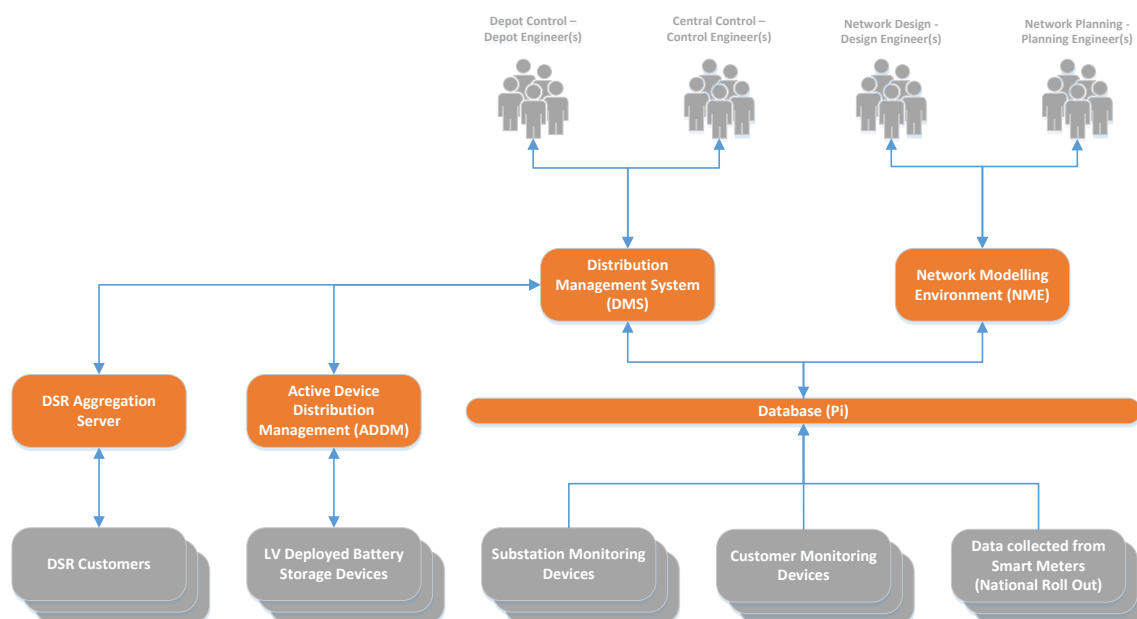 Depot Control –
Depot Engineer(s)
Central Control –
Control Engineer(s)
Network Design -
Design Engineer(s)
Network Planning -
Planning Engineer(s)
Distribution
Management System
(DMS)
Network Modelling
Environment (NME)
DSR Aggregation
Server
Active Device
Distribution
Management (ADDM)
Database (Pi)
DSR Customers
LV Deployed Battery
Storage Devices
Substation Monitoring
Devices
Customer Monitoring
Devices
Data collected from
Smart Meters
(National Roll Out)